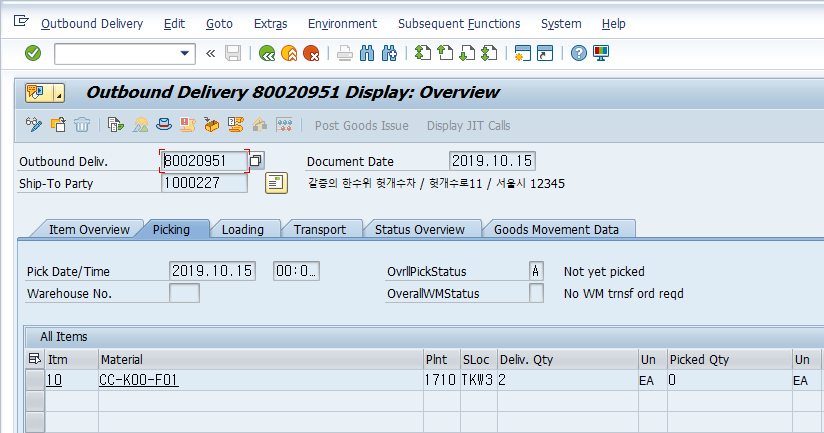 Outbound Delivery Edit Goto Extras Environment Subsequent Functions System Help
Outbound Delivery 80020951 Display: Overview
Post Goods Issue Display JIT Calls
Outbound Deliv. 80020951 Document Date 2019.10.15
Ship-To Party 1000227 갈증의 한수위 헛개수차 / 헛개수로11 / 서울시 12345
Item Overview Picking Loading Transport Status Overview Goods Movement Data
Pick Date/Time 2019.10.15 00:0… OvrllPickStatus A Not yet picked
Warehouse No. OverallWMStatus No WM trnsf ord reqd
All Items
Itm Material Plnt SLoc Deliv. Qty Un Picked Qty Un
10 CC-K00-F01 1710 TKW3 2 EA 0 EA